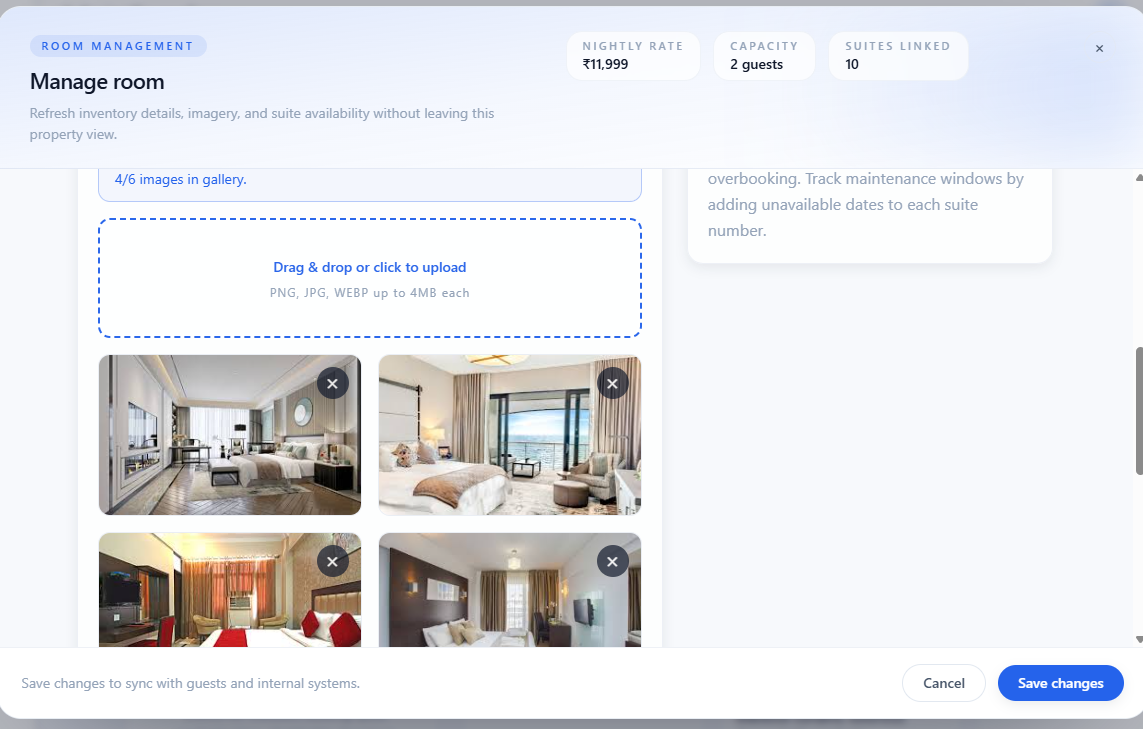 ROOM MANAGEMENT
Manage room
Refresh inventory details, imagery, and suite availability without leaving this
property view.
NIGHTLY RATE
₹11,999
CAPACITY
2 guests
SUITES LINKED
10
×
4/6 images in gallery.
Drag & drop or click to upload
PNG, JPG, WEBP up to 4MB each
overbooking. Track maintenance windows by
adding unavailable dates to each suite
number.
Save changes to sync with guests and internal systems.
Cancel
Save changes